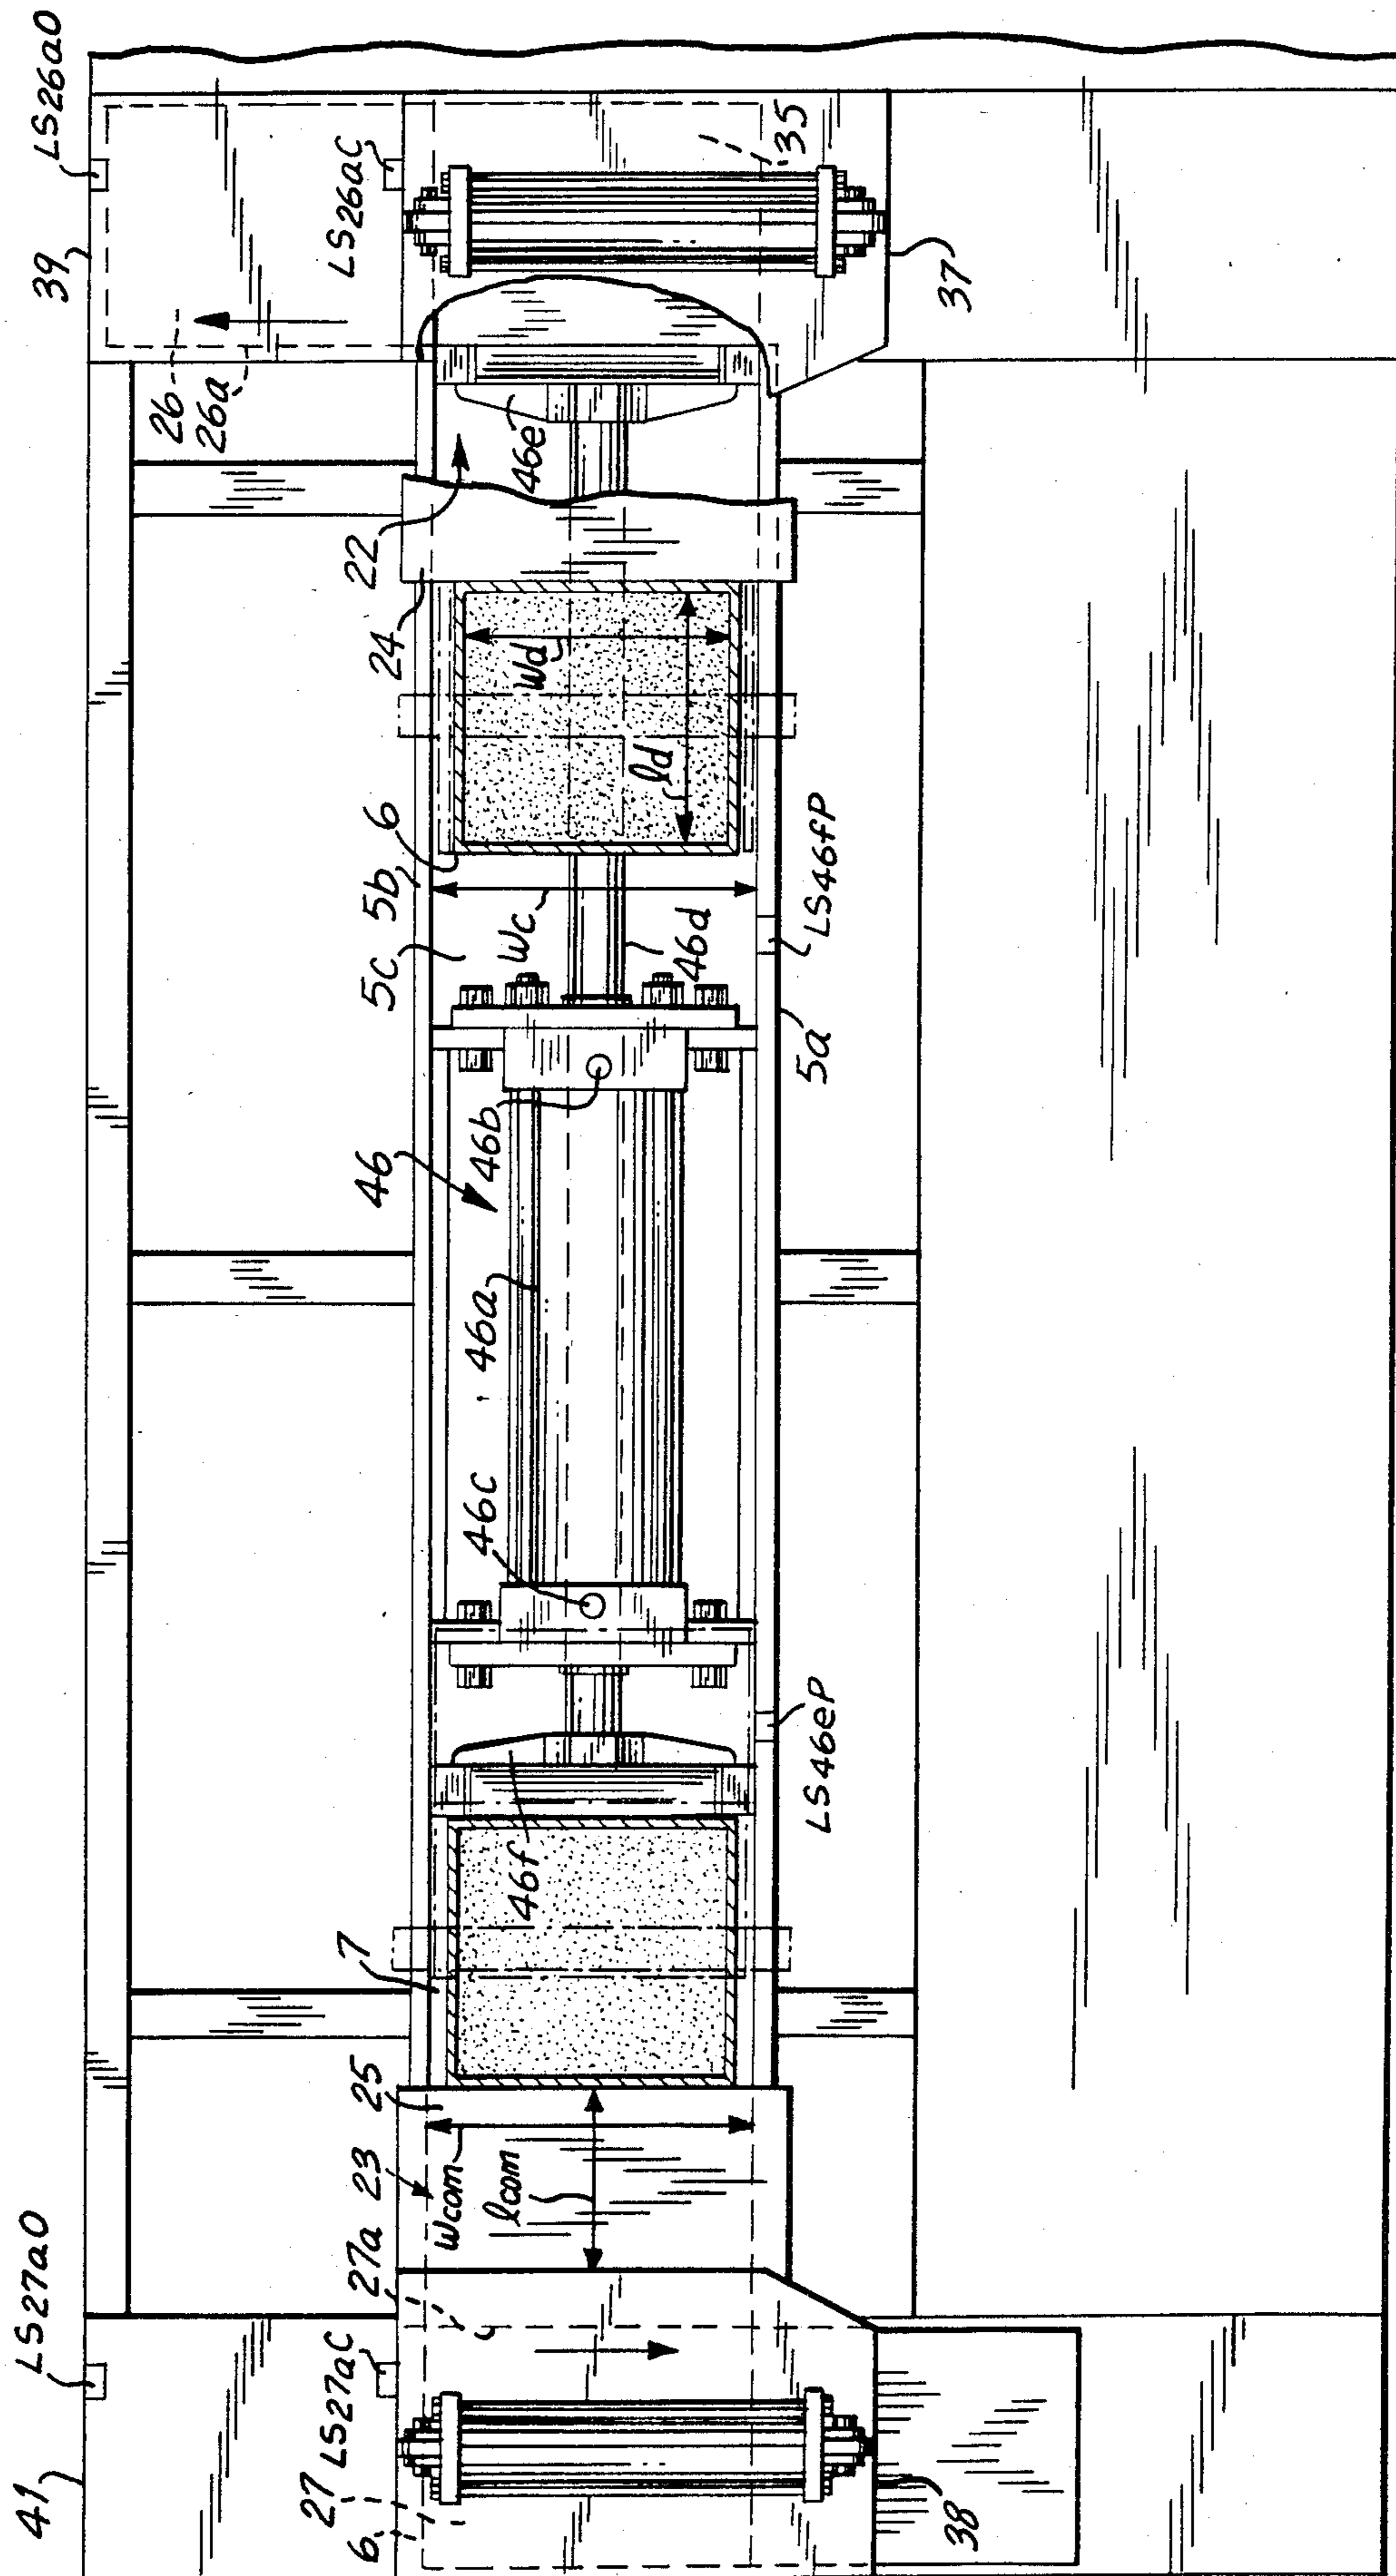 LS26aO
39
LS26aC
35
37
26
26a
46e
22
24
Wd
ld
6
5b
5c
Wc
46d
LS46fP
5a
46
46b
46a
46c
LS46eP
46f
7
25
23
Wcom
lcom
27a
LS27aO
LS27aC
41
27
6
38